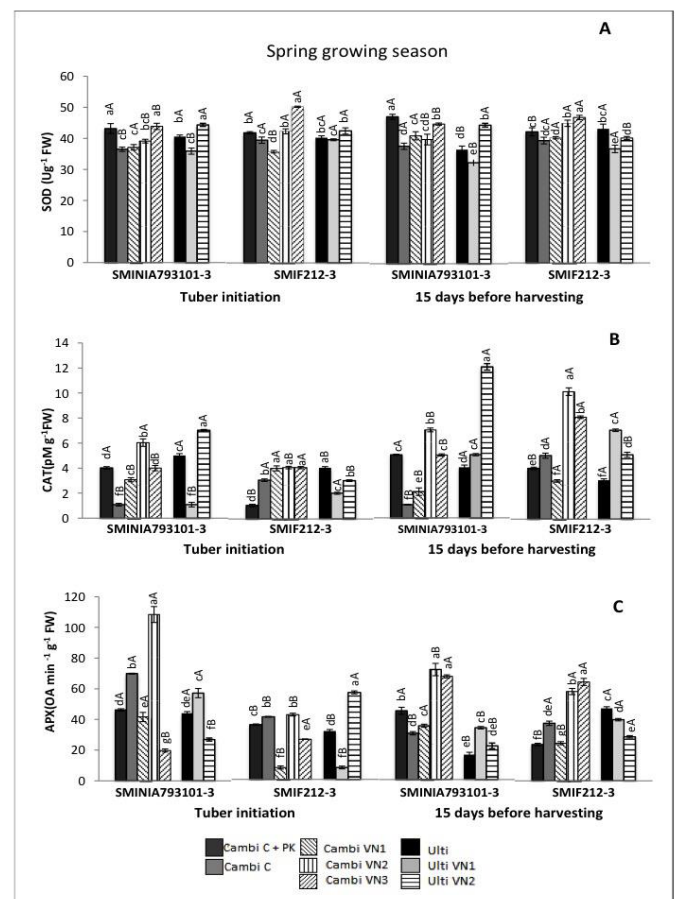 A
Spring growing season
60
50
40
30
20
10
0
SOD (Ug⁻¹ FW)
aA cB cA bcB aB bA cB aA
bA cA dB bA aA bcA cA bA
aA dA cA cdB bB dB eB bA
cB dcA dA bA aA bcA eA dB
SMINIA793101-3 SMIF212-3 SMINIA793101-3 SMIF212-3
Tuber initiation 15 days before harvesting
B
14
12
10
8
6
4
2
0
CAT(pM g⁻¹FW)
dA fB cB bA dB cA fB aA
dB bA aA aB aA aB cA bB
cA fB eB bB cB dA bA aA
eB dA fA aA bA fA cA dB
SMINIA793101-3 SMIF212-3 SMINIA793101-3 SMIF212-3
Tuber initiation 15 days before harvesting
C
120
100
80
60
40
20
0
APX(OA min ⁻¹ g⁻¹ FW)
dA bA eA aA gB deA cA fB
cB bB fB bB eA dB fB aA
bA dB cA aB aA eB cB deB
fB deA gB bA aA cA dA eA
SMINIA793101-3 SMIF212-3 SMINIA793101-3 SMIF212-3
Tuber initiation 15 days before harvesting
Cambi C + PK Cambi VN1 Ulti
Cambi C Cambi VN2 Ulti VN1
Cambi VN3 Ulti VN2